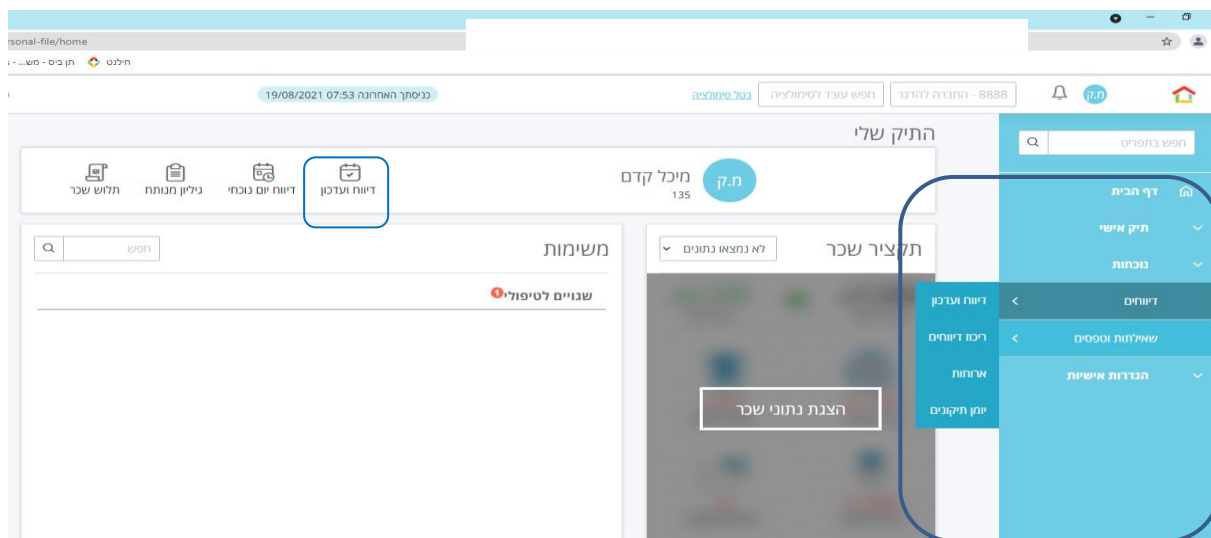 rsonal-file/home
חילנט
תן ביס - מש...
כניסתך האחרונה 07:53 19/08/2021
בטל סימולציה
חפש עובד לסימולציה
8888 - החברה להדגנ
מ.ק
חפש בתפריט
דף הבית
תיק אישי
נוכחות
דיווחים
שאילתות וטפסים
הגדרות אישיות
דיווח ועדכון
ריכוז דיווחים
ארוחות
יומן תיקונים
התיק שלי
מ.ק
מיכל קדם
135
דיווח ועדכון
דיווח יום נוכחי
גיליון מנותח
תלוש שכר
תקציר שכר
לא נמצאו נתונים
הצגת נתוני שכר
משימות
חפש
שגויים לטיפולי 1